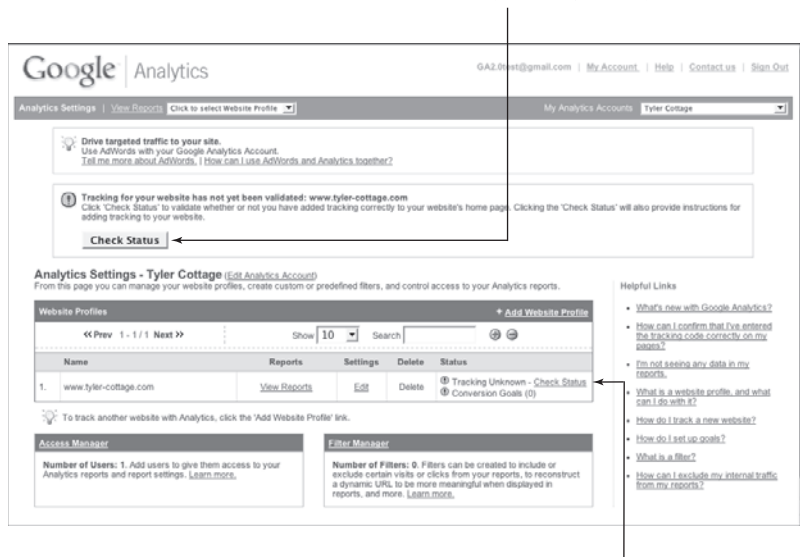 Google Analytics
GA2.0test@gmail.com | My Account | Help | Contact us | Sign Out
Analytics Settings | View Reports Click to select Website Profile
My Analytics Accounts Tyler Cottage
Drive targeted traffic to your site.
Use AdWords with your Google Analytics Account.
Tell me more about AdWords. | How can I use AdWords and Analytics together?
Tracking for your website has not yet been validated: www.tyler-cottage.com
Click 'Check Status' to validate whether or not you have added tracking correctly to your website's home page. Clicking the 'Check Status' will also provide instructions for
adding tracking to your website.
Check Status
Analytics Settings - Tyler Cottage (Edit Analytics Account)
From this page you can manage your website profiles, create custom or predefined filters, and control access to your Analytics reports.
Website Profiles
+ Add Website Profile
<< Prev 1 - 1 / 1 Next >>
Show 10 Search
Name Reports Settings Delete Status
1. www.tyler-cottage.com View Reports Edit Delete Tracking Unknown - Check Status
Conversion Goals (0)
To track another website with Analytics, click the 'Add Website Profile' link.
Access Manager
Number of Users: 1. Add users to give them access to your
Analytics reports and report settings. Learn more.
Filter Manager
Number of Filters: 0. Filters can be created to include or
exclude certain visits or clicks from your reports, to reconstruct
a dynamic URL to be more meaningful when displayed in
reports, and more. Learn more.
Helpful Links
What's new with Google Analytics?
How can I confirm that I've entered
the tracking code correctly on my
pages?
I'm not seeing any data in my
reports.
What is a website profile, and what
can I do with it?
How do I track a new website?
How do I set up goals?
What is a filter?
How can I exclude my internal traffic
from my reports?